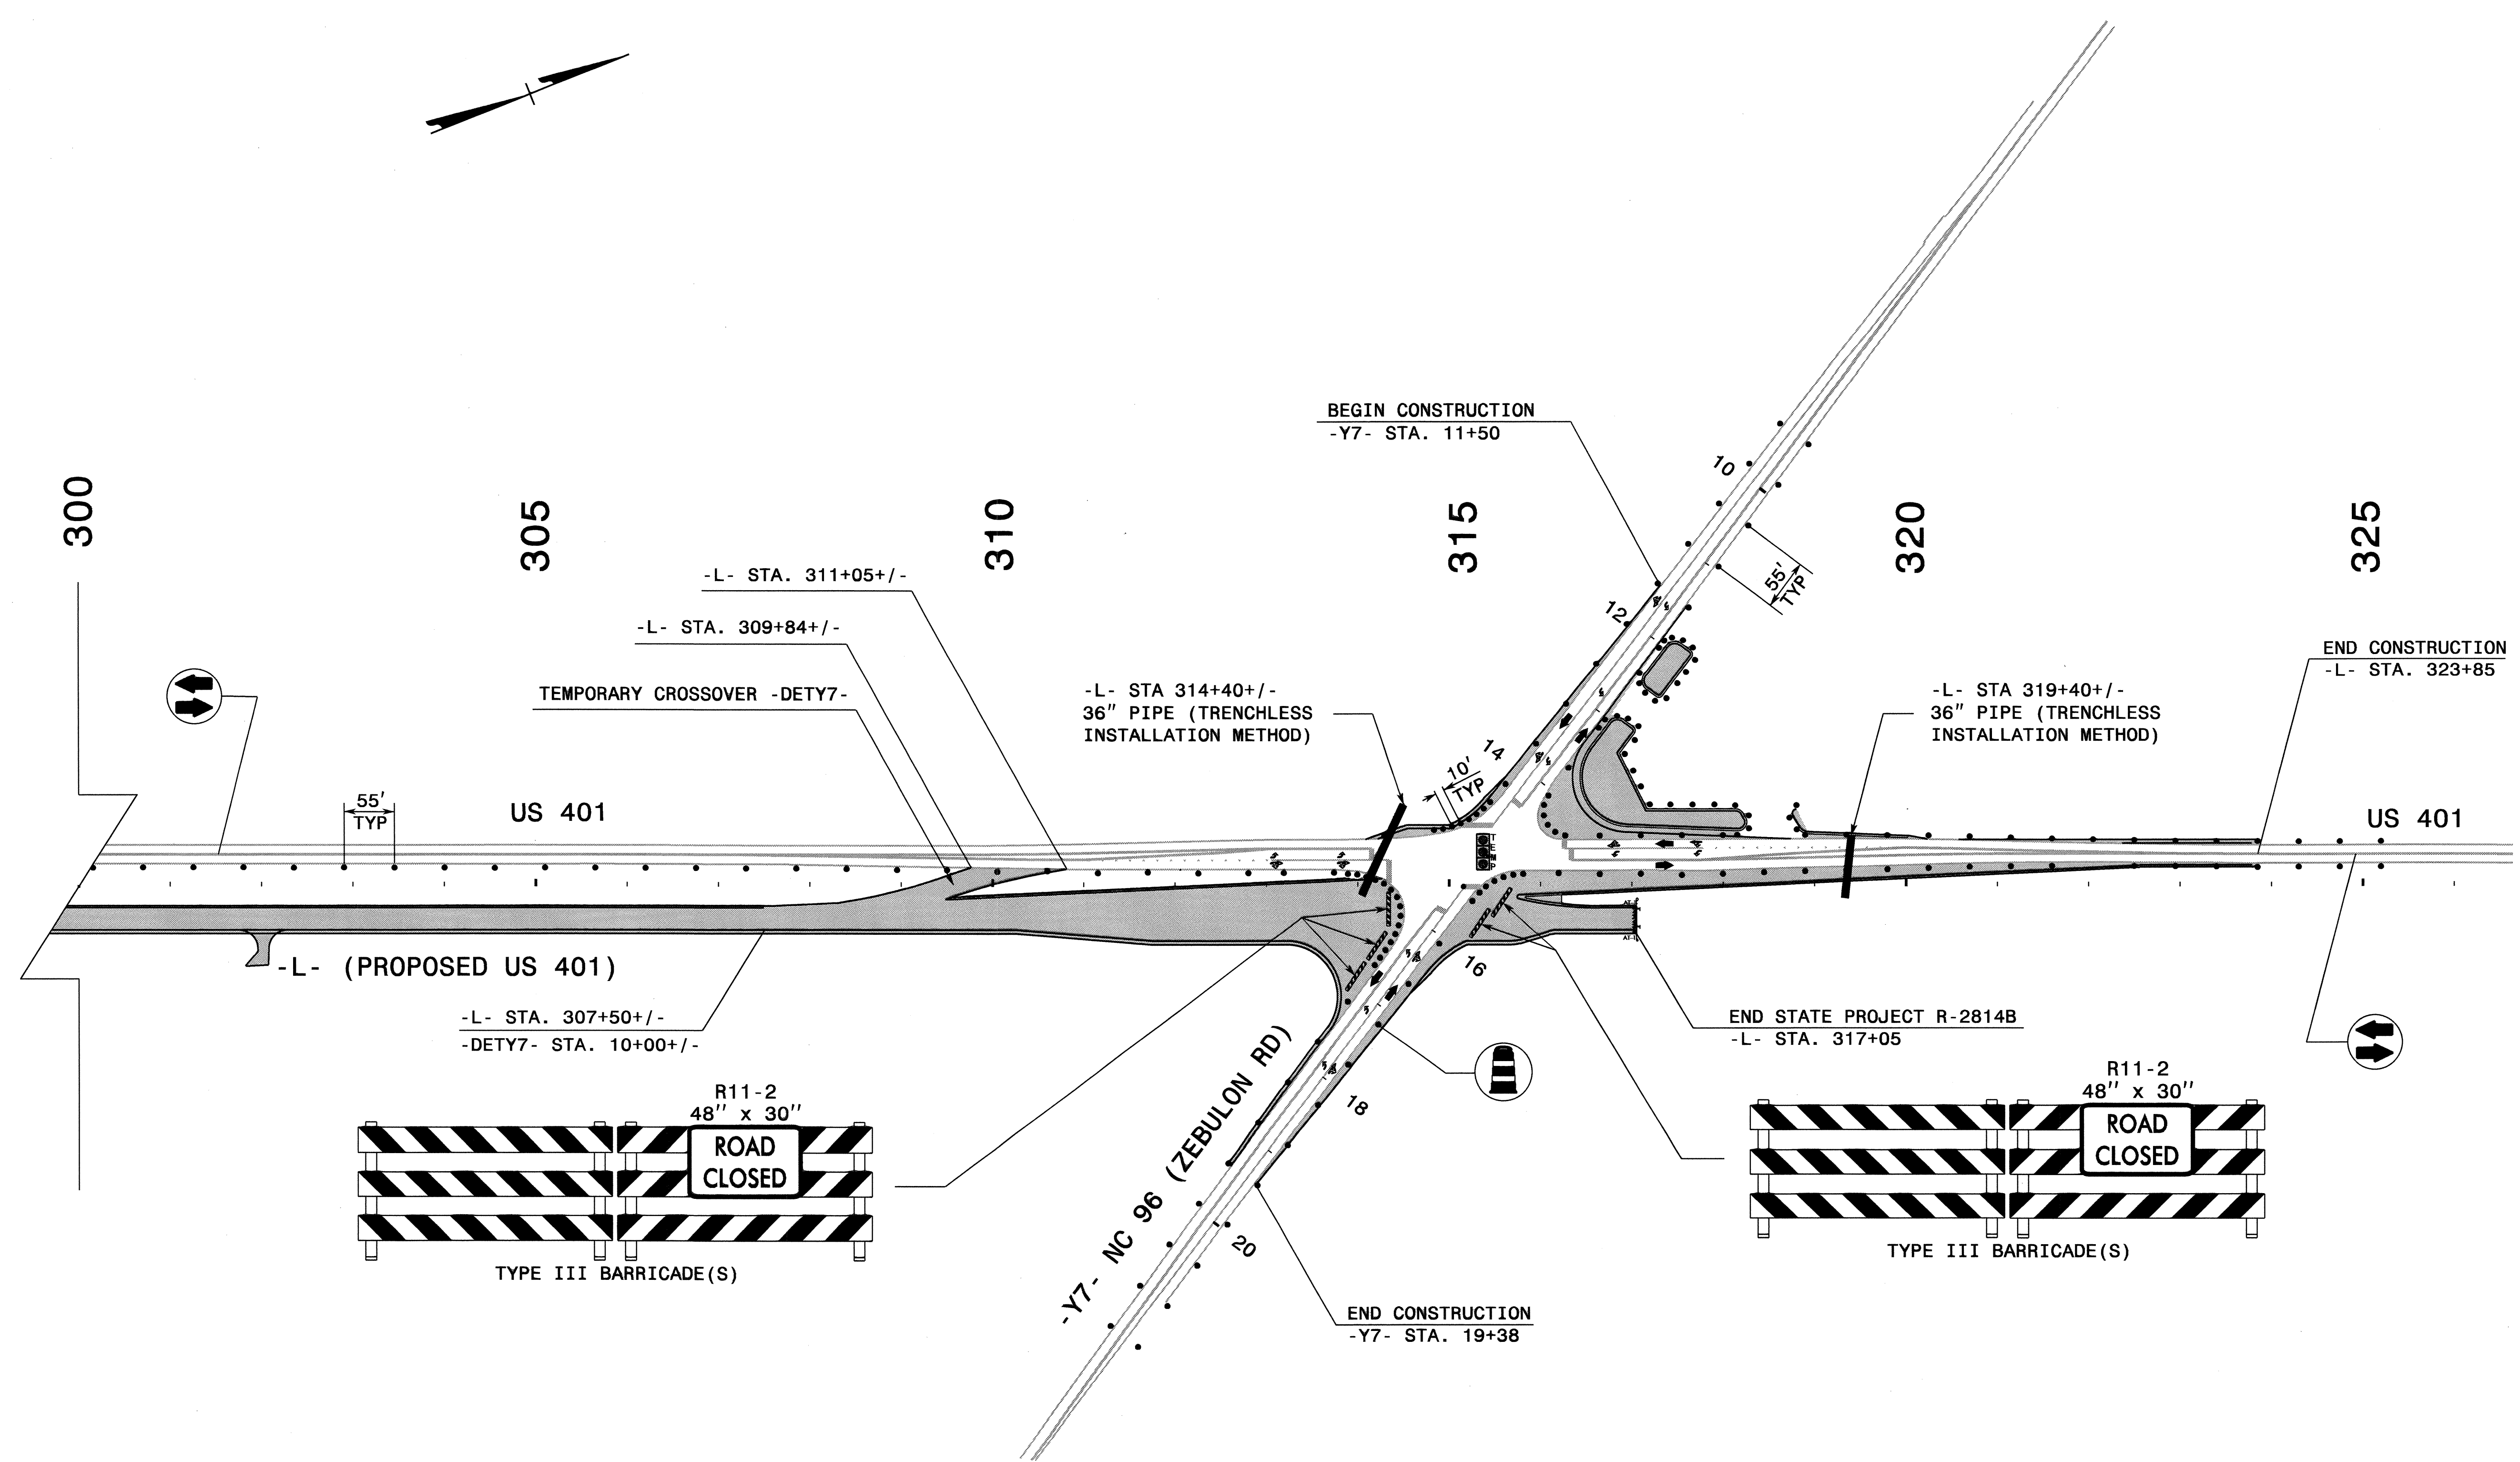 BEGIN CONSTRUCTION
-Y7- STA. 11+50
10
300
305
310
315
320
325
-L- STA. 311+05+/-
55'
TYP
12
-L- STA. 309+84+/-
END CONSTRUCTION
-L- STA. 323+85
TEMPORARY CROSSOVER -DETY7-
-L- STA 314+40+/-
36" PIPE (TRENCHLESS
INSTALLATION METHOD)
-L- STA 319+40+/-
36" PIPE (TRENCHLESS
INSTALLATION METHOD)
14
10'
TYP
55'
TYP
US 401
US 401
TEMP
-L- (PROPOSED US 401)
16
-L- STA. 307+50+/-
-DETY7- STA. 10+00+/-
END STATE PROJECT R-2814B
-L- STA. 317+05
-Y7- NC 96 (ZEBULON RD)
18
R11-2
48" x 30"
ROAD
CLOSED
TYPE III BARRICADE(S)
R11-2
48" x 30"
ROAD
CLOSED
TYPE III BARRICADE(S)
20
END CONSTRUCTION
-Y7- STA. 19+38